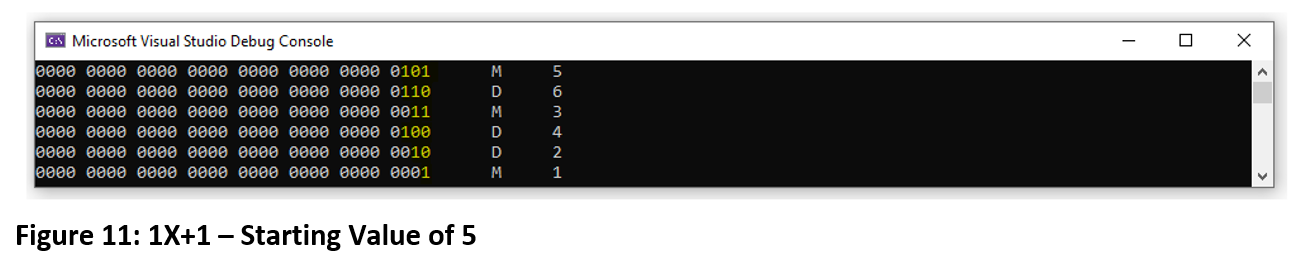 Microsoft Visual Studio Debug Console
0000 0000 0000 0000 0000 0000 0000 0101 M 5
0000 0000 0000 0000 0000 0000 0000 0110 D 6
0000 0000 0000 0000 0000 0000 0000 0011 M 3
0000 0000 0000 0000 0000 0000 0000 0100 D 4
0000 0000 0000 0000 0000 0000 0000 0010 D 2
0000 0000 0000 0000 0000 0000 0000 0001 M 1
Figure 11: 1X+1 – Starting Value of 5